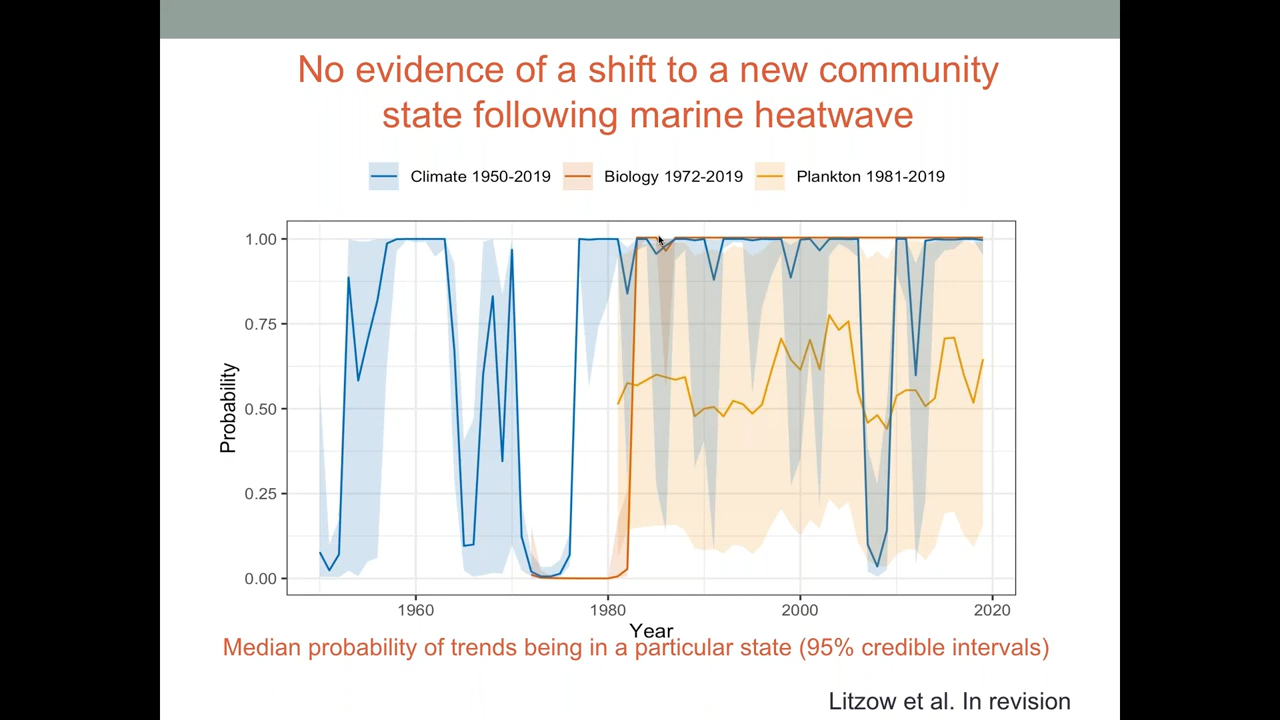 No evidence of a shift to a new community
state following marine heatwave
Climate 1950-2019 Biology 1972-2019 Plankton 1981-2019
1.00
0.75
0.50
0.25
0.00
Probability
1960 1980 2000 2020
Year
Median probability of trends being in a particular state (95% credible intervals)
Litzow et al. In revision